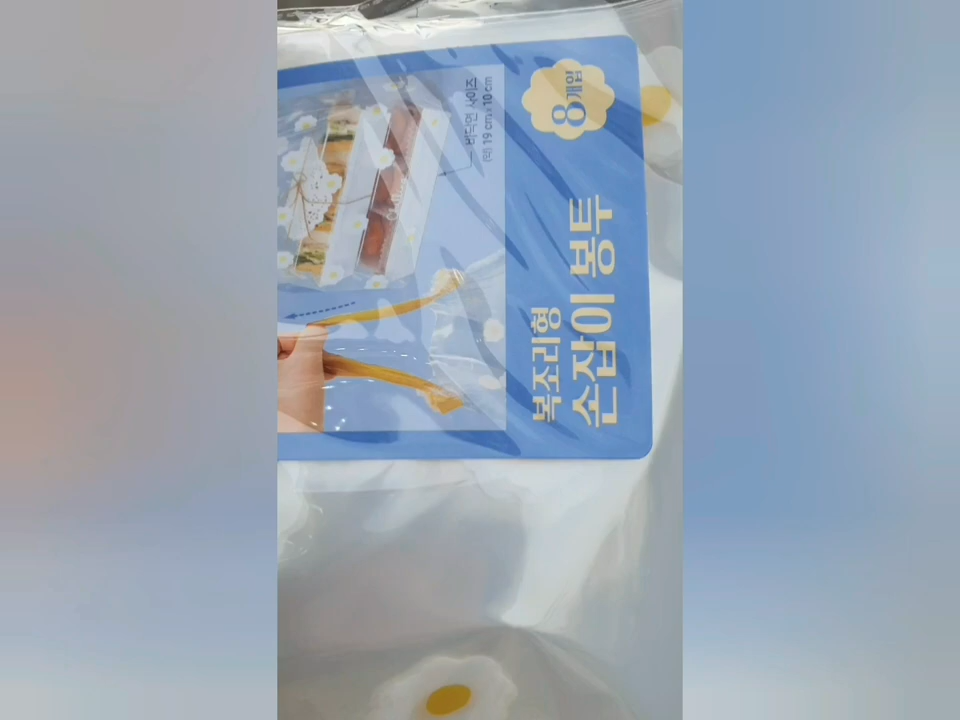 8개입
복조리형
손잡이 봉투
바닥면 사이즈
(약) 19 cm x 10 cm